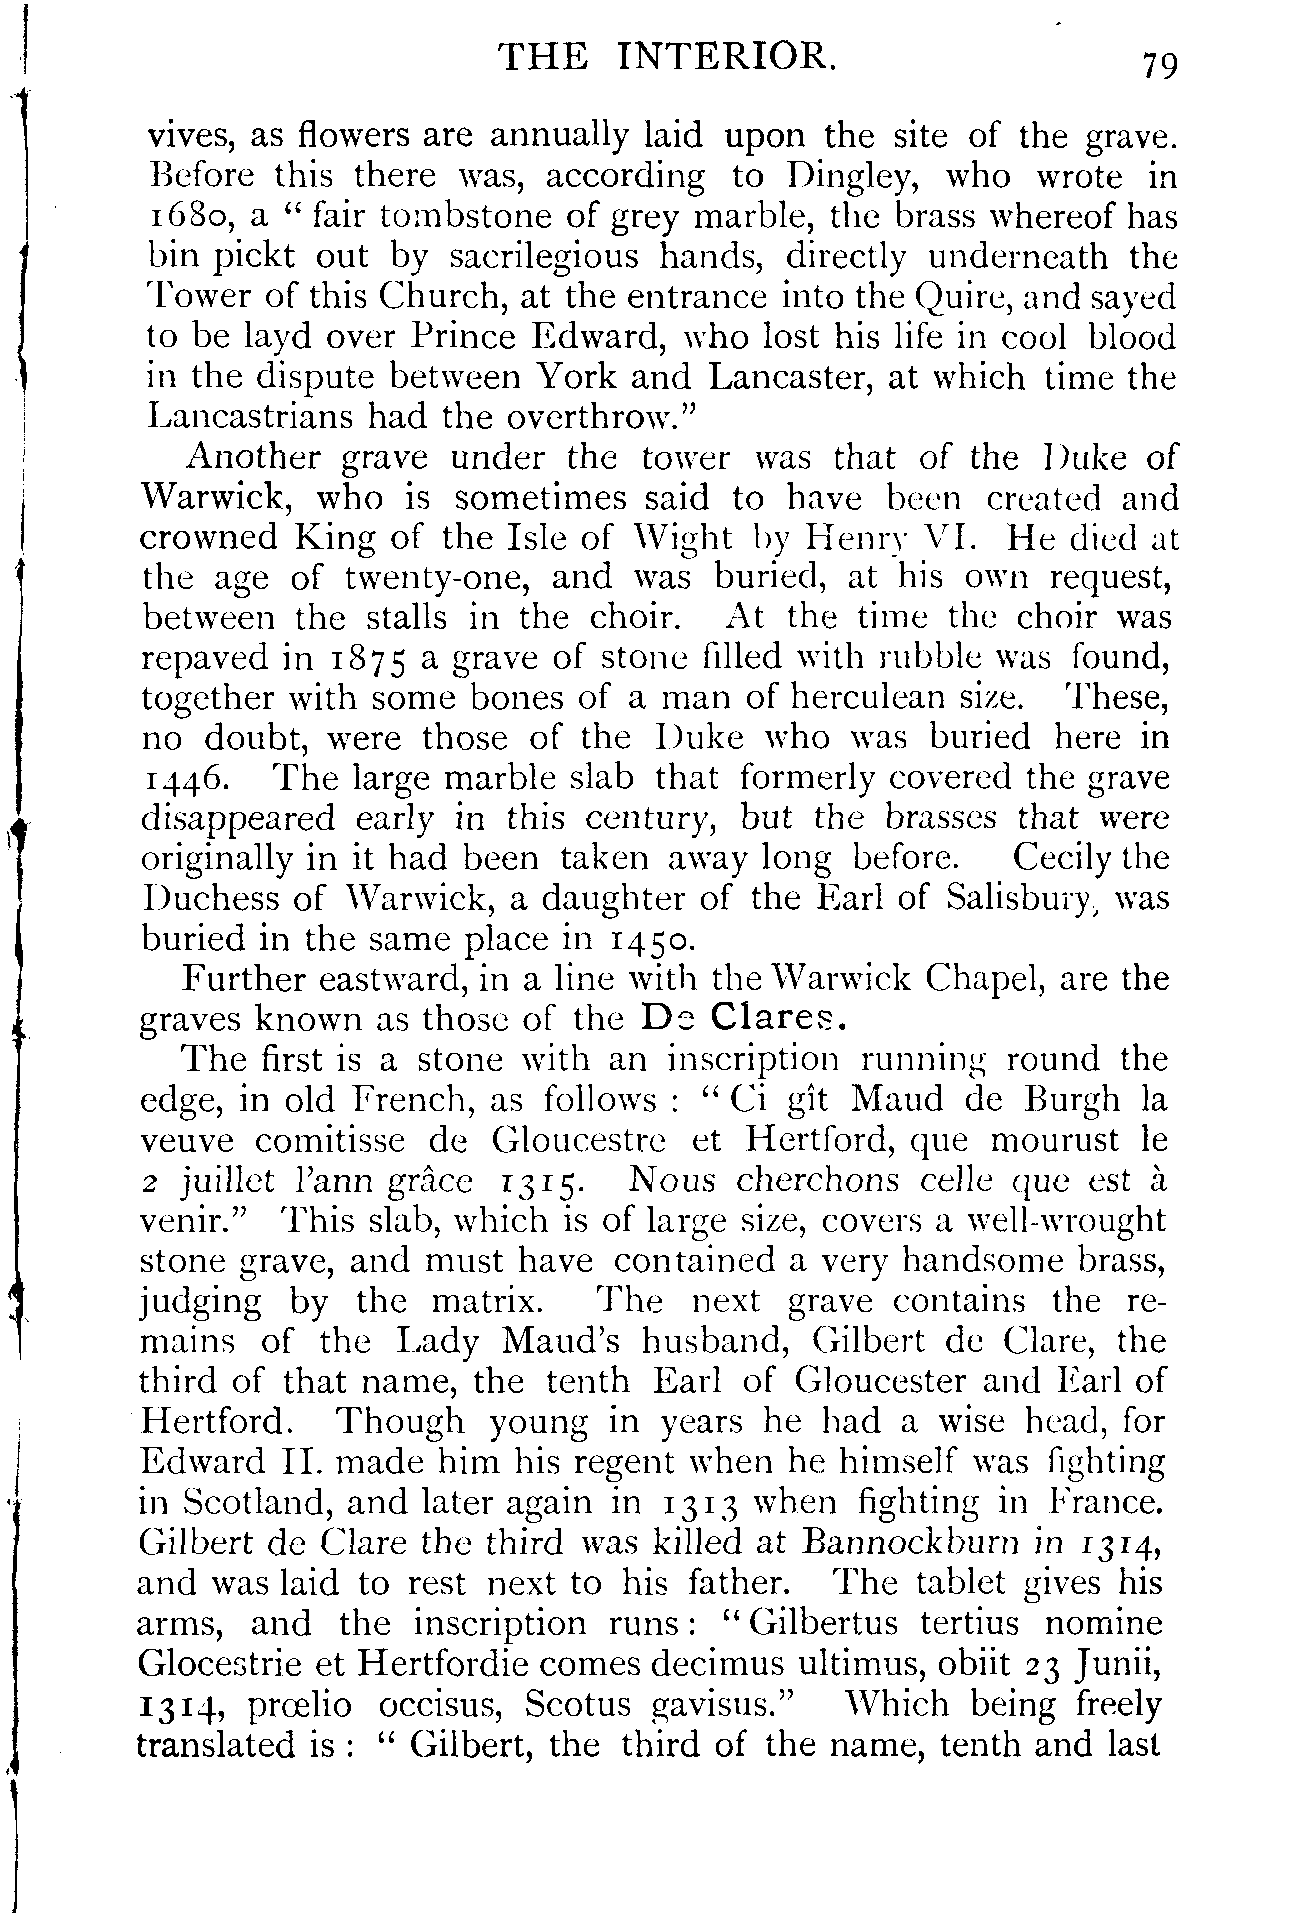 THE INTERIOR. 79
vives, as flowers are annually laid upon the site of the grave.
Before this there was, according to Dingley, who wrote in
1680, a “ fair tombstone of grey marble, the brass whereof has
bin pickt out by sacrilegious hands, directly underneath the
Tower of this Church, at the entrance into the Quire, and sayed
to be layd over Prince Edward, who lost his life in cool blood
in the dispute between York and Lancaster, at which time the
Lancastrians had the overthrow.”
Another grave under the tower was that of the Duke of
Warwick, who is sometimes said to have been created and
crowned King of the Isle of Wight by Henry VI. He died at
the age of twenty-one, and was buried, at his own request,
between the stalls in the choir. At the time the choir was
repaved in 1875 a grave of stone filled with rubble was found,
together with some bones of a man of herculean size. These,
no doubt, were those of the Duke who was buried here in
1446. The large marble slab that formerly covered the grave
disappeared early in this century, but the brasses that were
originally in it had been taken away long before. Cecily the
Duchess of Warwick, a daughter of the Earl of Salisbury, was
buried in the same place in 1450.
Further eastward, in a line with the Warwick Chapel, are the
graves known as those of the De Clares.
The first is a stone with an inscription running round the
edge, in old French, as follows : “ Ci gît Maud de Burgh la
veuve comitisse de Gloucestre et Hertford, que mourust le
2 juillet l’ann grâce 1315. Nous cherchons celle que est à
venir.” This slab, which is of large size, covers a well-wrought
stone grave, and must have contained a very handsome brass,
judging by the matrix. The next grave contains the re-
mains of the Lady Maud’s husband, Gilbert de Clare, the
third of that name, the tenth Earl of Gloucester and Earl of
Hertford. Though young in years he had a wise head, for
Edward II. made him his regent when he himself was fighting
in Scotland, and later again in 1313 when fighting in France.
Gilbert de Clare the third was killed at Bannockburn in 1314,
and was laid to rest next to his father. The tablet gives his
arms, and the inscription runs : “ Gilbertus tertius nomine
Glocestrie et Hertfordie comes decimus ultimus, obiit 23 Junii,
1314, prœlio occisus, Scotus gavisus.” Which being freely
translated is : “ Gilbert, the third of the name, tenth and last